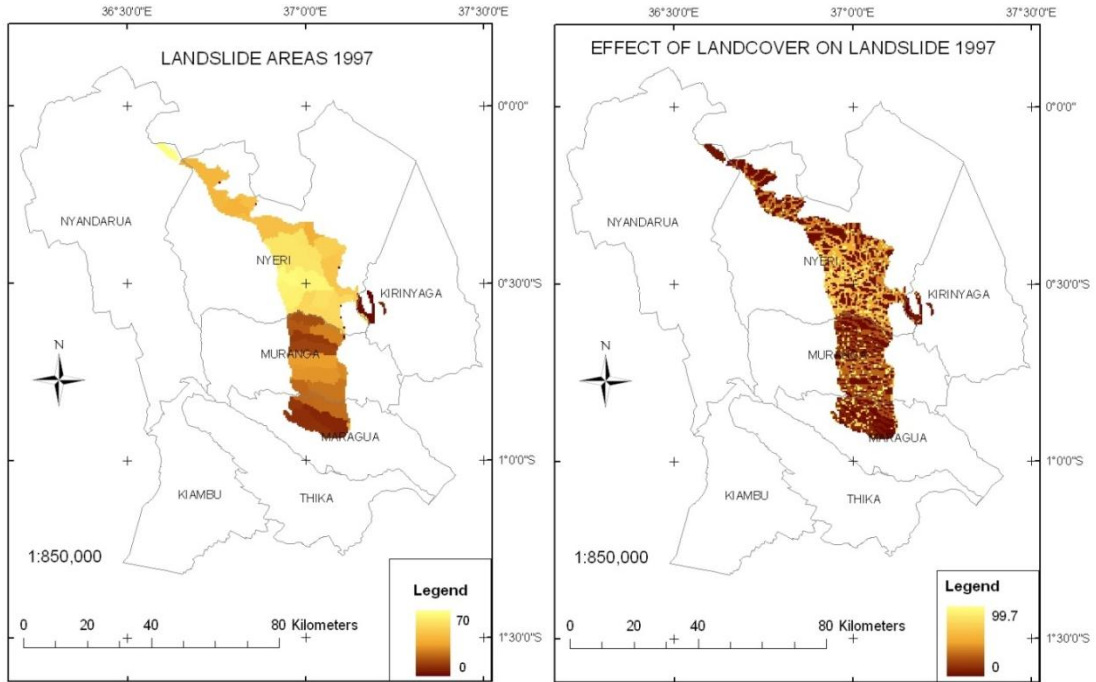 36°30'0"E 37°0'0"E 37°30'0"E
LANDSLIDE AREAS 1997
0°0'0"
NYANDARUA
NYERI
0°30'0"S
KIRINYAGA
N
MURANGA
MARAGUA
1°0'0"S
KIAMBU
THIKA
1:850,000
Legend
70
0
0 20 40 60 80 Kilometers
1°30'0"S
36°30'0"E 37°0'0"E 37°30'0"E
EFFECT OF LANDCOVER ON LANDSLIDE 1997
0°0'0"
NYANDARUA
NYERI
0°30'0"S
KIRINYAGA
N
MURANGA
MARAGUA
1°0'0"S
KIAMBU
THIKA
1:850,000
Legend
99.7
0
0 20 40 60 80 Kilometers
1°30'0"S